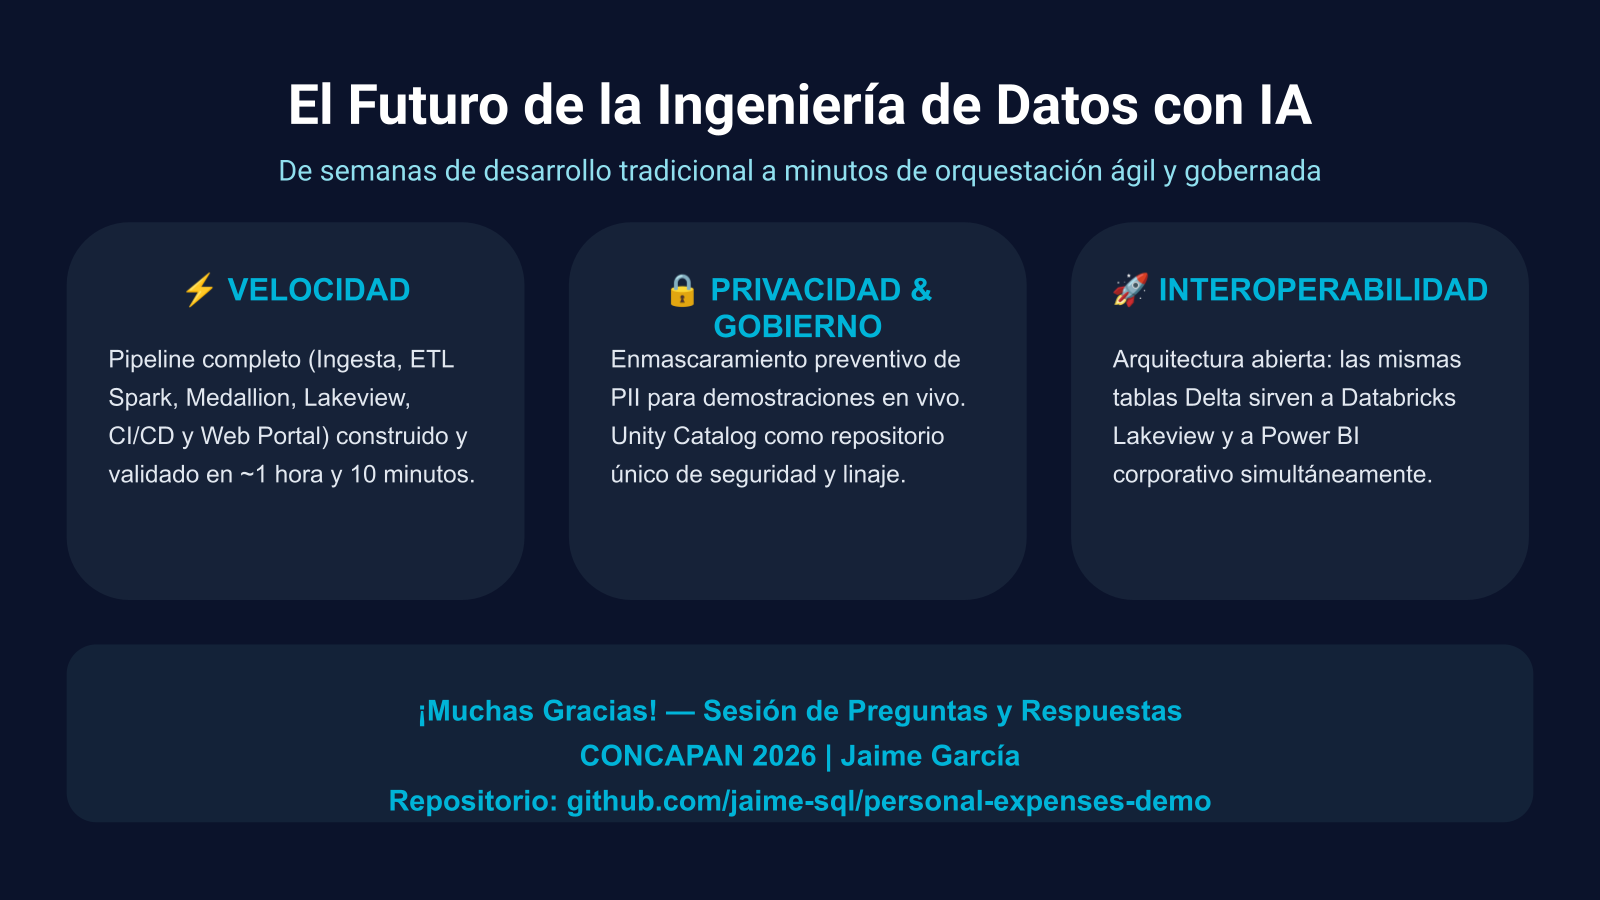 El Futuro de la Ingeniería de Datos con IA
De semanas de desarrollo tradicional a minutos de orquestación ágil y gobernada
⚡ VELOCIDAD
Pipeline completo (Ingesta, ETL
Spark, Medallion, Lakeview,
CI/CD y Web Portal) construido y
validado en ~1 hora y 10 minutos.
🔒 PRIVACIDAD &
GOBIERNO
Enmascaramiento preventivo de
PII para demostraciones en vivo.
Unity Catalog como repositorio
único de seguridad y linaje.
🚀 INTEROPERABILIDAD
Arquitectura abierta: las mismas
tablas Delta sirven a Databricks
Lakeview y a Power BI
corporativo simultáneamente.
¡Muchas Gracias! — Sesión de Preguntas y Respuestas
CONCAPAN 2026 | Jaime García
Repositorio: github.com/jaime-sql/personal-expenses-demo